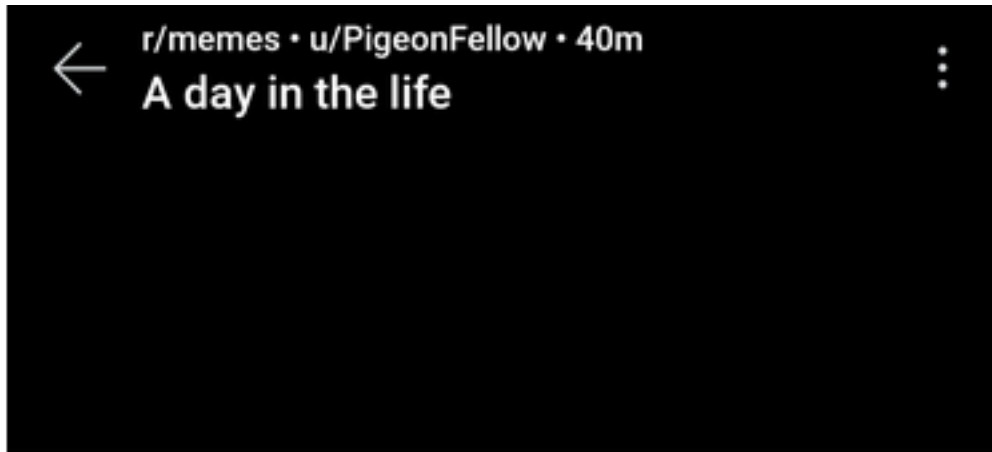 r/memes • u/PigeonFellow • 40m
A day in the life